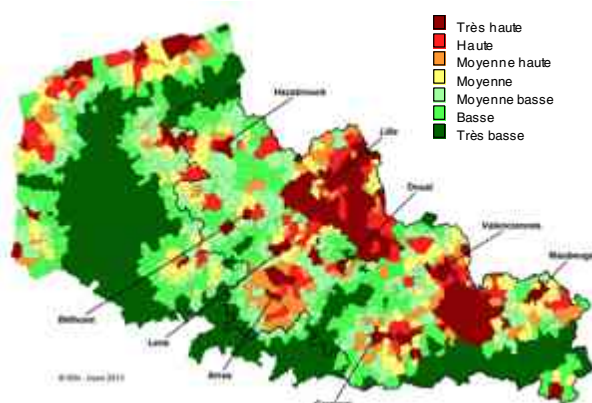 Très haute
Haute
Moyenne haute
Moyenne
Moyenne basse
Basse
Très basse
Hazebrouck
Lille
Douai
Valenciennes
Maubeuge
Béthune
Lens
Arras